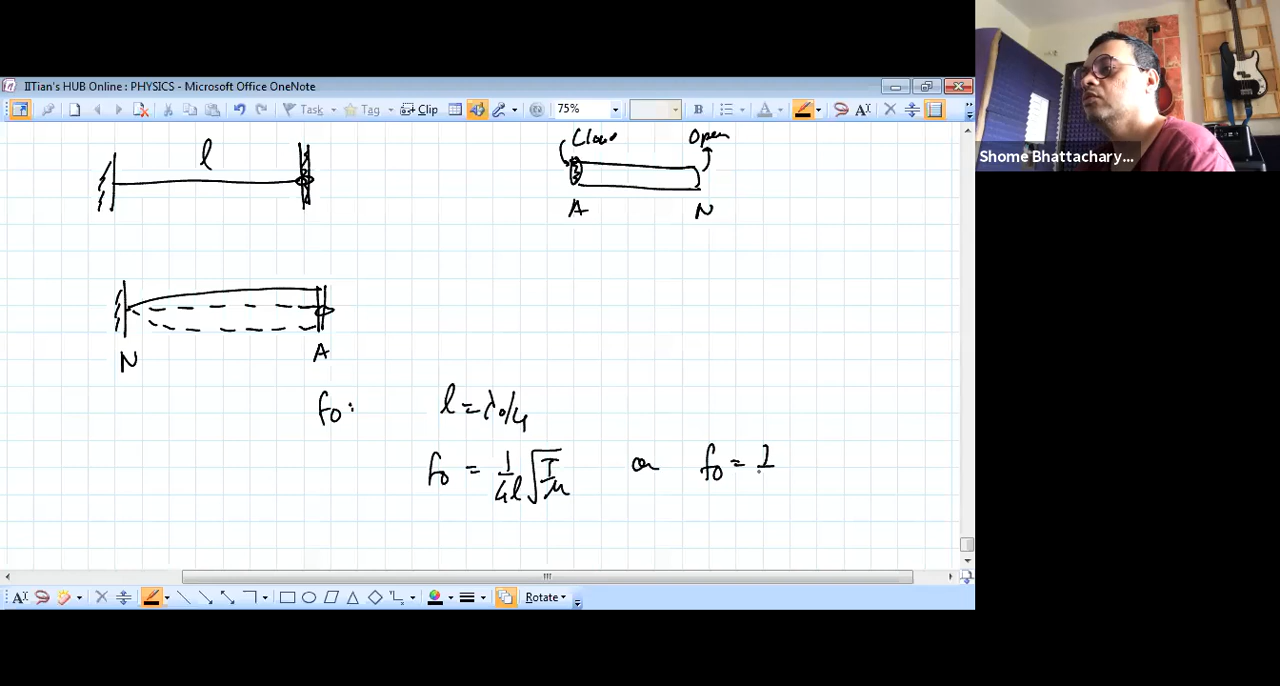 IITian's HUB Online : PHYSICS - Microsoft Office OneNote
Task Tag Clip 75% B A
l
Close Open
A N
N A
f₀: l = λ₀/4
f₀ = 1/4l √T/μ or f₀ = 1
Rotate
Shome Bhattachary...